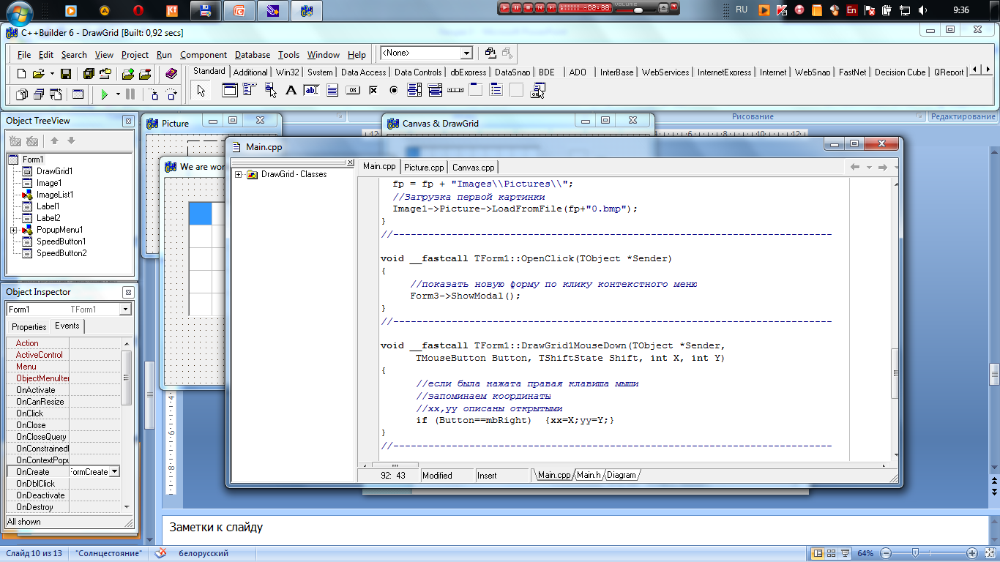 RU
En
9:36
-02:38
VOLUME
C++Builder 6 - DrawGrid [Built: 0,92 secs]
File Edit Search View Project Run Component Database Tools Window Help
<None>
Standard Additional Win32 System Data Access Data Controls dbExpress DataSnap BDE ADO InterBase WebServices InternetExpress Internet WebSnap FastNet Decision Cube QReport
Рисование
Редактирование
Object TreeView
Form1
DrawGrid1
Image1
ImageList1
Label1
Label2
PopupMenu1
SpeedButton1
SpeedButton2
Object Inspector
Form1 TForm1
Properties Events
Action
ActiveControl
Menu
ObjectMenuIte
OnActivate
OnCanResize
OnClick
OnClose
OnCloseQuery
OnConstrained
OnContextPopu
OnCreate FormCreate
OnDblClick
OnDeactivate
OnDestroy
All shown
Picture
Canvas & DrawGrid
We are wor
Main.cpp
DrawGrid - Classes
Main.cpp Picture.cpp Canvas.cpp
fp = fp + "Images\\Pictures\\";
//Загрузка первой картинки
Image1->Picture->LoadFromFile(fp+"0.bmp");
}
//---------------------------------------------------------------------------
void __fastcall TForm1::OpenClick(TObject *Sender)
{
//показать новую форму по клику контекстного меню
Form3->ShowModal();
}
//---------------------------------------------------------------------------
void __fastcall TForm1::DrawGrid1MouseDown(TObject *Sender,
TMouseButton Button, TShiftState Shift, int X, int Y)
{
//если была нажата правая клавиша мыши
//запоминаем координаты
//xx,yy описаны открытыми
if (Button==mbRight) {xx=X;yy=Y;}
}
//---------------------------------------------------------------------------
92: 43 Modified Insert Main.cpp Main.h Diagram
Заметки к слайду
Слайд 10 из 13 "Солнцестояние" белорусский 64%